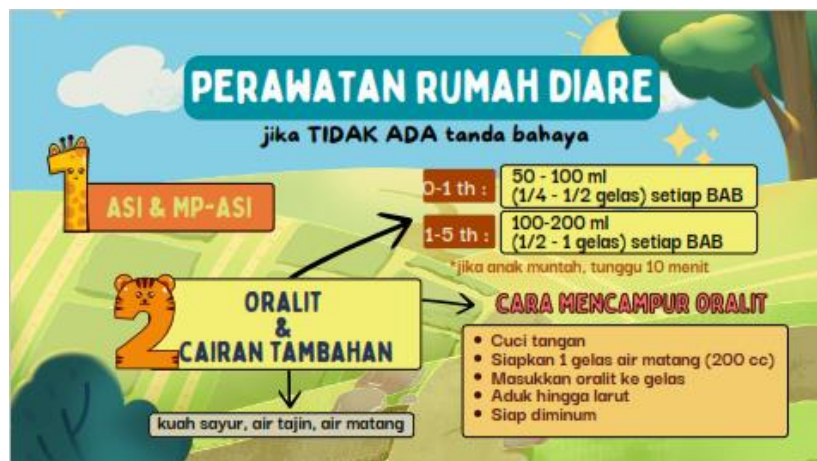 PERAWATAN RUMAH DIARE
jika TIDAK ADA tanda bahaya
1
ASI & MP-ASI
0-1 th :
50 - 100 ml
(1/4 - 1/2 gelas) setiap BAB
1-5 th :
100-200 ml
(1/2 - 1 gelas) setiap BAB
*jika anak muntah, tunggu 10 menit
2
ORALIT
&
CAIRAN TAMBAHAN
kuah sayur, air tajin, air matang
CARA MENCAMPUR ORALIT
• Cuci tangan
• Siapkan 1 gelas air matang (200 cc)
• Masukkan oralit ke gelas
• Aduk hingga larut
• Siap diminum